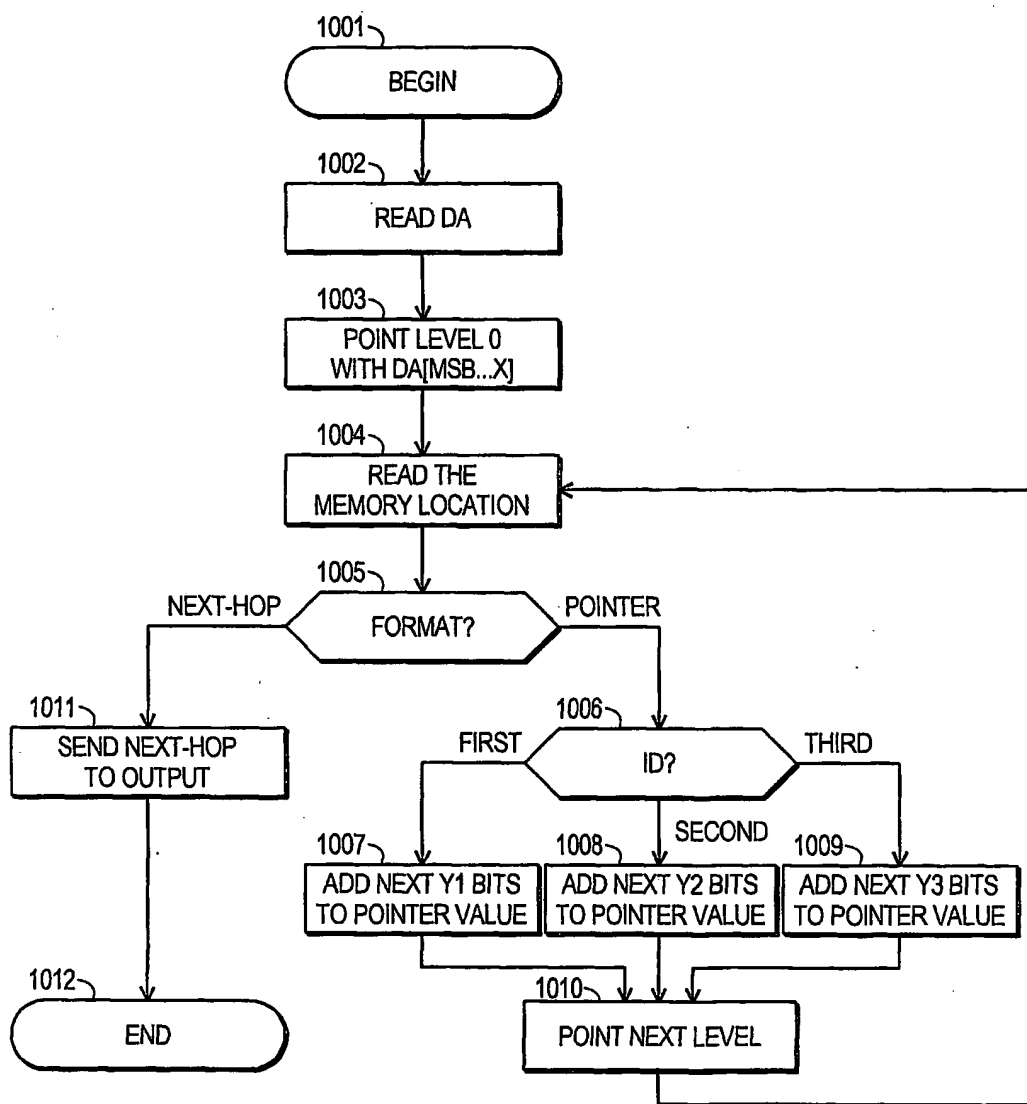 1001
BEGIN
1002
READ DA
1003
POINT LEVEL 0
WITH DA[MSB...X]
1004
READ THE
MEMORY LOCATION
1005
NEXT-HOP
FORMAT?
POINTER
1011
SEND NEXT-HOP
TO OUTPUT
1006
FIRST
ID?
THIRD
SECOND
1007
ADD NEXT Y1 BITS
TO POINTER VALUE
1008
ADD NEXT Y2 BITS
TO POINTER VALUE
1009
ADD NEXT Y3 BITS
TO POINTER VALUE
1012
END
1010
POINT NEXT LEVEL